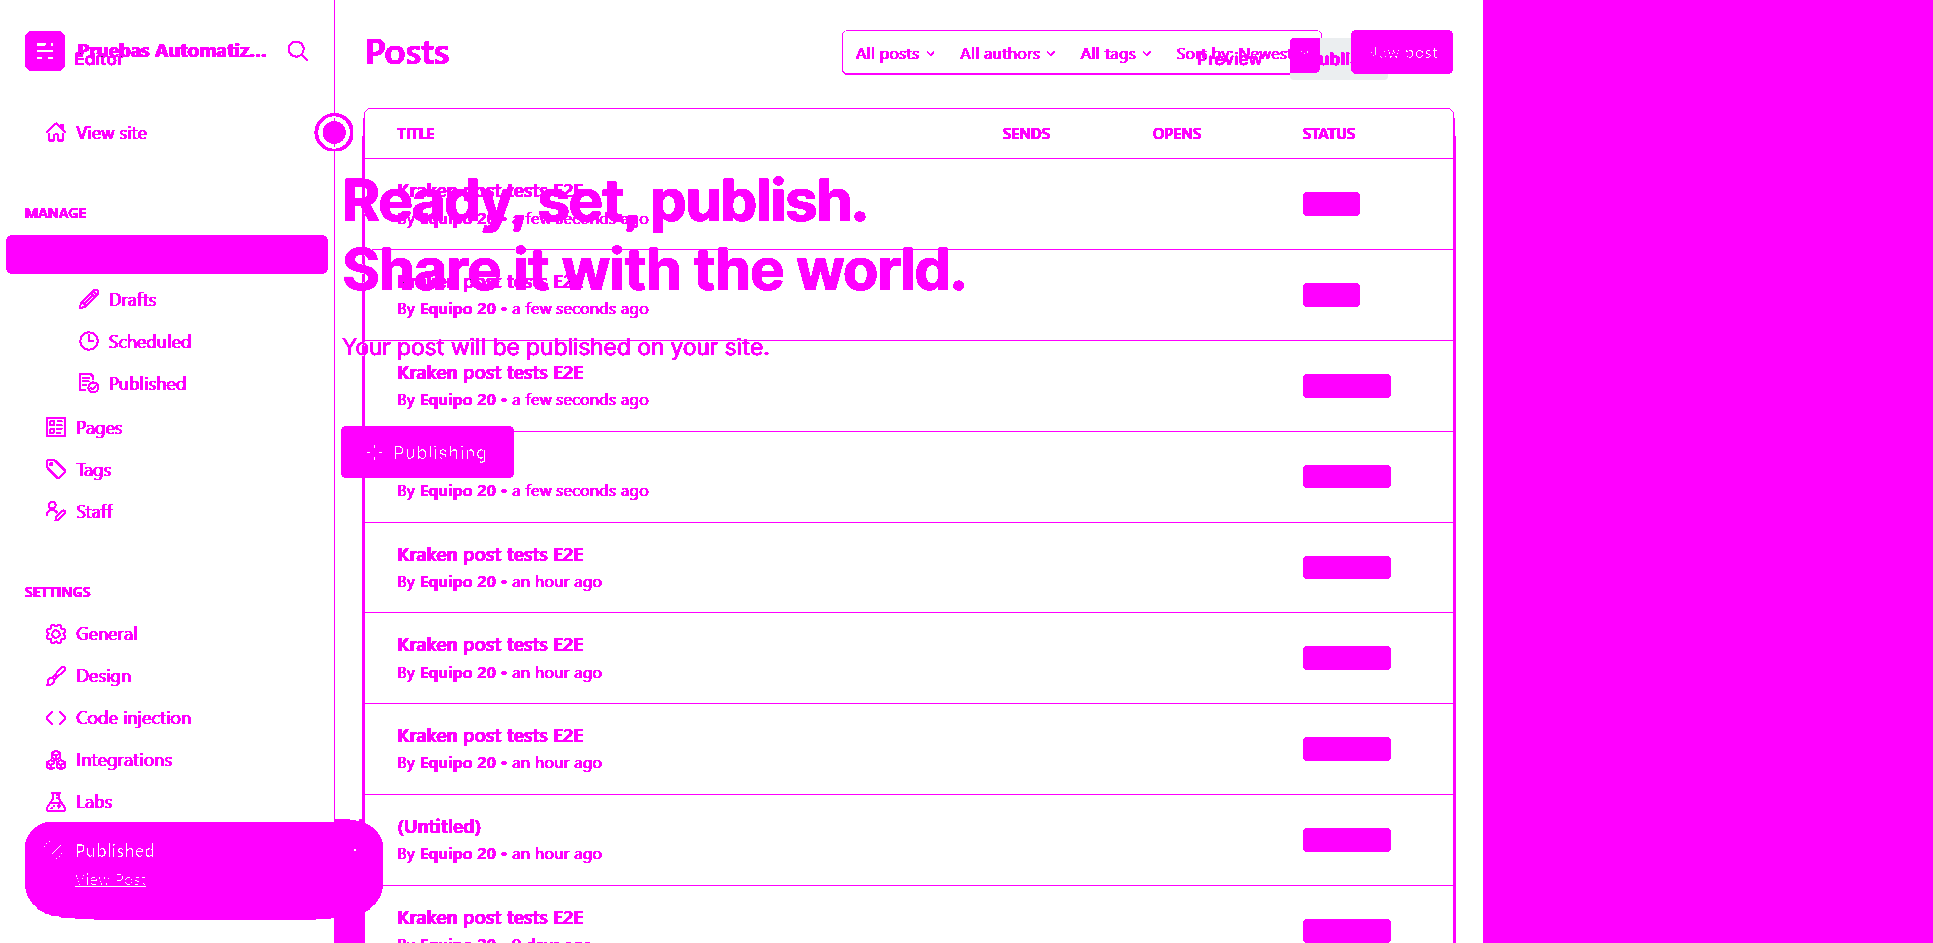 Pruebas Automatiz...
Editor
Posts
All posts
All authors
All tags
Sort by: Newest
Preview
New post
View site
TITLE
SENDS
OPENS
STATUS
MANAGE
Kraken post tests E2E
By Equipo 20 • a few seconds ago
Ready, set, publish.
Share it with the world.
Kraken post tests E2E
By Equipo 20 • a few seconds ago
Your post will be published on your site.
Kraken post tests E2E
By Equipo 20 • a few seconds ago
Publishing
By Equipo 20 • a few seconds ago
Drafts
Scheduled
Published
Pages
Tags
Staff
Kraken post tests E2E
By Equipo 20 • an hour ago
SETTINGS
General
Design
Code injection
Integrations
Labs
Kraken post tests E2E
By Equipo 20 • an hour ago
Kraken post tests E2E
By Equipo 20 • an hour ago
(Untitled)
By Equipo 20 • an hour ago
Published
View Post
Kraken post tests E2E